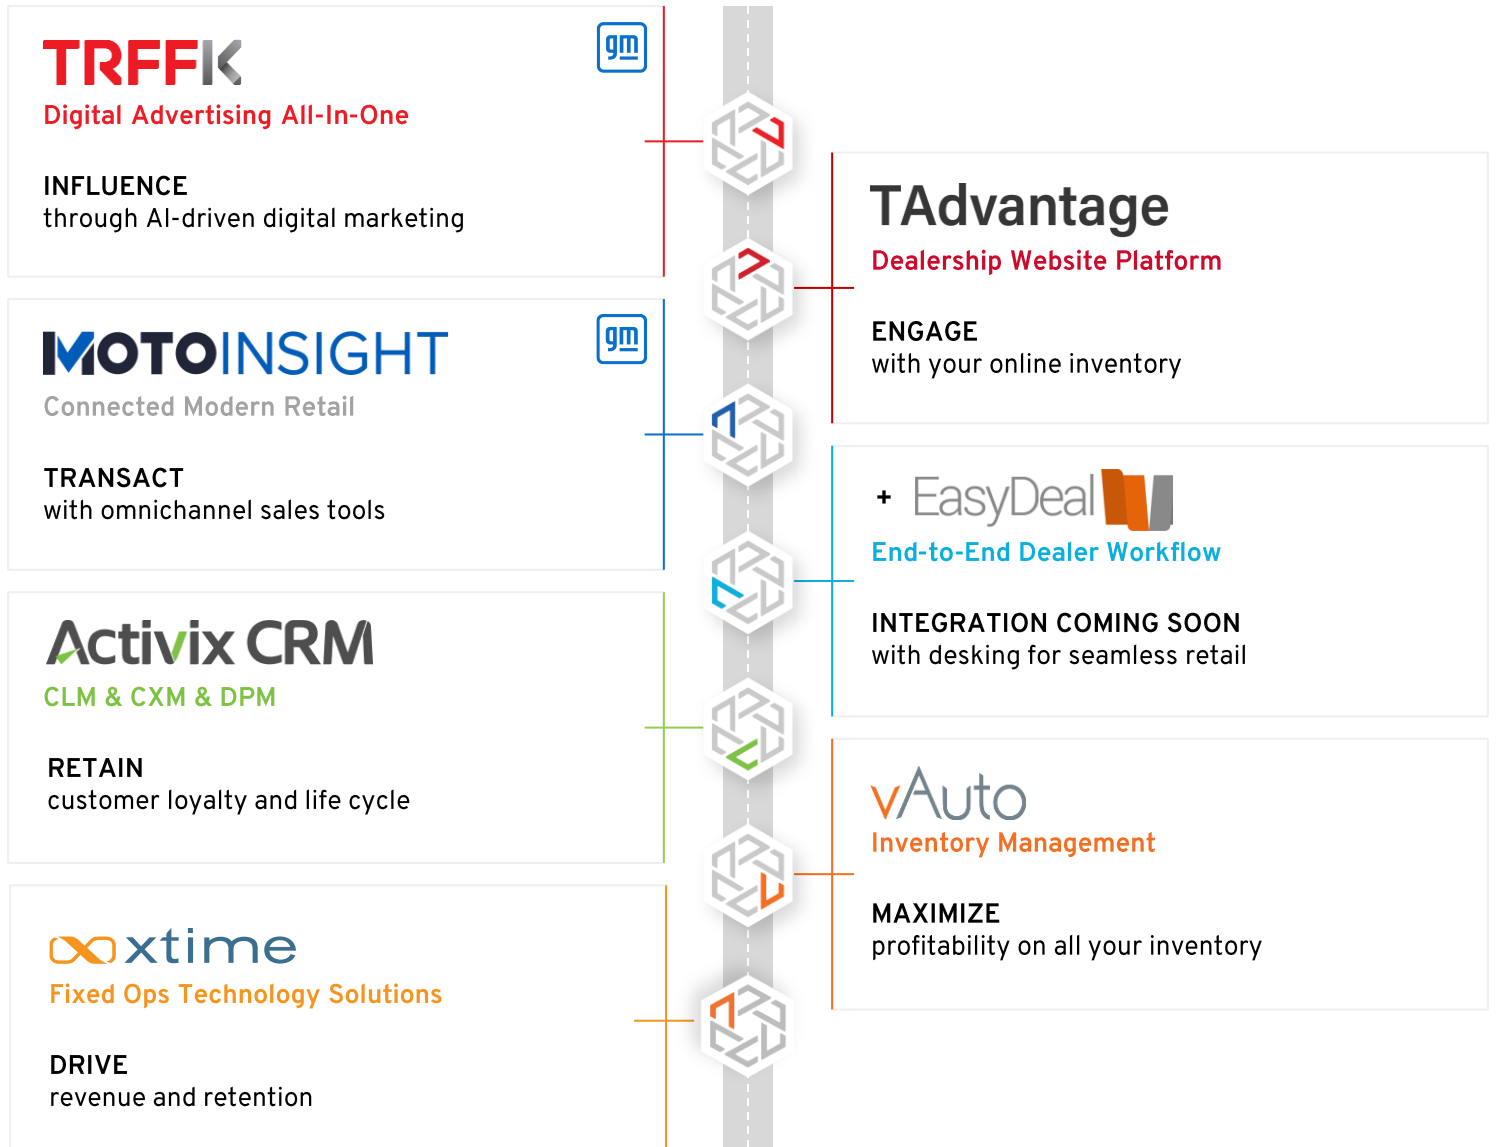 TRFFK
gm
Digital Advertising All-In-One
INFLUENCE
through AI-driven digital marketing
TAdvantage
Dealership Website Platform
ENGAGE
with your online inventory
MOTOINSIGHT
gm
Connected Modern Retail
TRANSACT
with omnichannel sales tools
+ EasyDeal
End-to-End Dealer Workflow
INTEGRATION COMING SOON
with desking for seamless retail
Activix CRM
CLM & CXM & DPM
RETAIN
customer loyalty and life cycle
vAuto
Inventory Management
MAXIMIZE
profitability on all your inventory
xtime
Fixed Ops Technology Solutions
DRIVE
revenue and retention